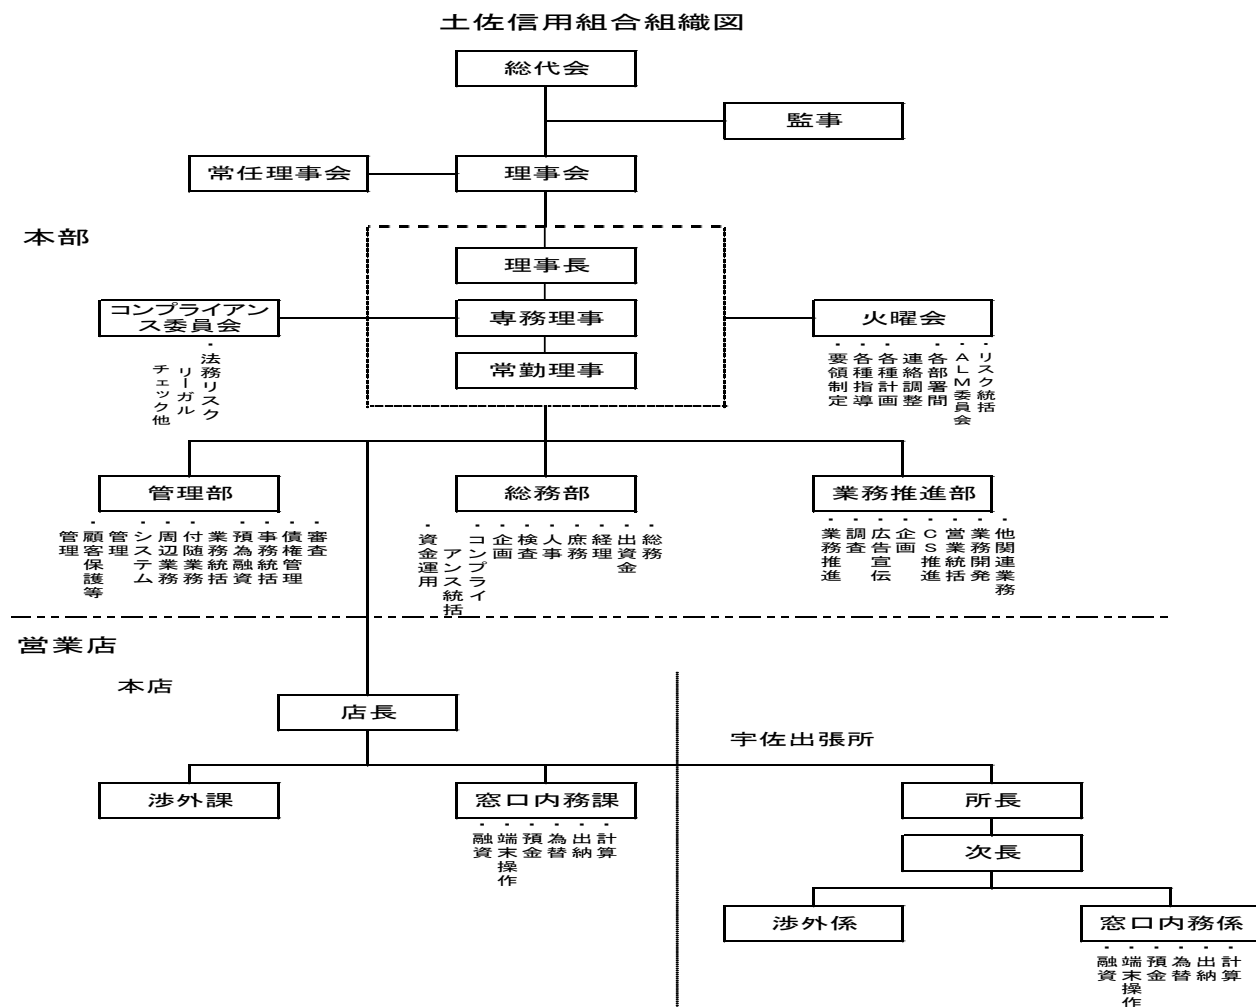 土佐信用組合組織図
総代会
監事
常任理事会
理事会
本部
理事長
コンプライアン
ス委員会
専務理事
火曜会
常勤理事
・法務リスク
リーガル
チェック他
・リスク統括
・ALM委員会
・各部署間
連絡調整
・各種計画
・各種指導
・要領制定
管理部
総務部
業務推進部
・審査
・債権管理
・事務統括
・預為融資
業務統括
・付随業務
・周辺業務
・システム
管理
・顧客保護等
管理
・総務
・出資金
・経理
・庶務
・人事
・検査
・企画
・コンプライ
アンス統括
・資金運用
・他関連業務
・業務開発
・営業統括
・CS推進
・企画
・広告宣伝
・調査
・業務推進
営業店
本店
店長
宇佐出張所
渉外課
窓口内務課
所長
・計算
・出納
・為替
・預金
・端末操作
・融資
次長
渉外係
窓口内務係
・計算
・出納
・為替
・預金
・端末操作
・融資